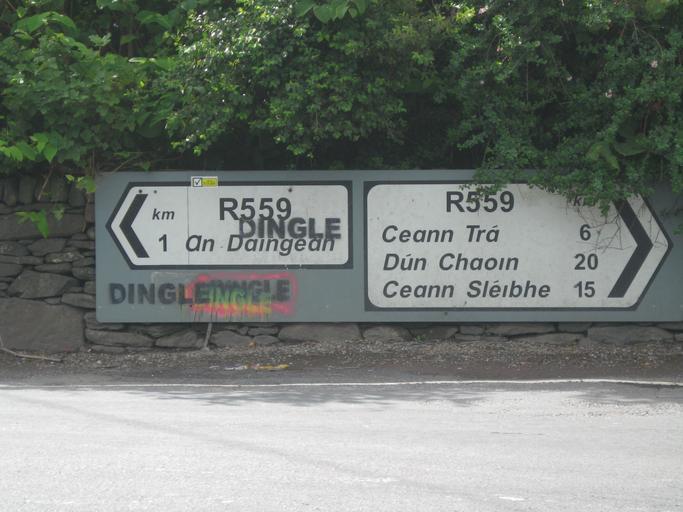 km
R559
DINGLE
1 an Daingean
DINGLE DINGLE
INGLE
R559
km
Ceann Trá 6
Dún Chaoin 20
Ceann Sléibhe 15